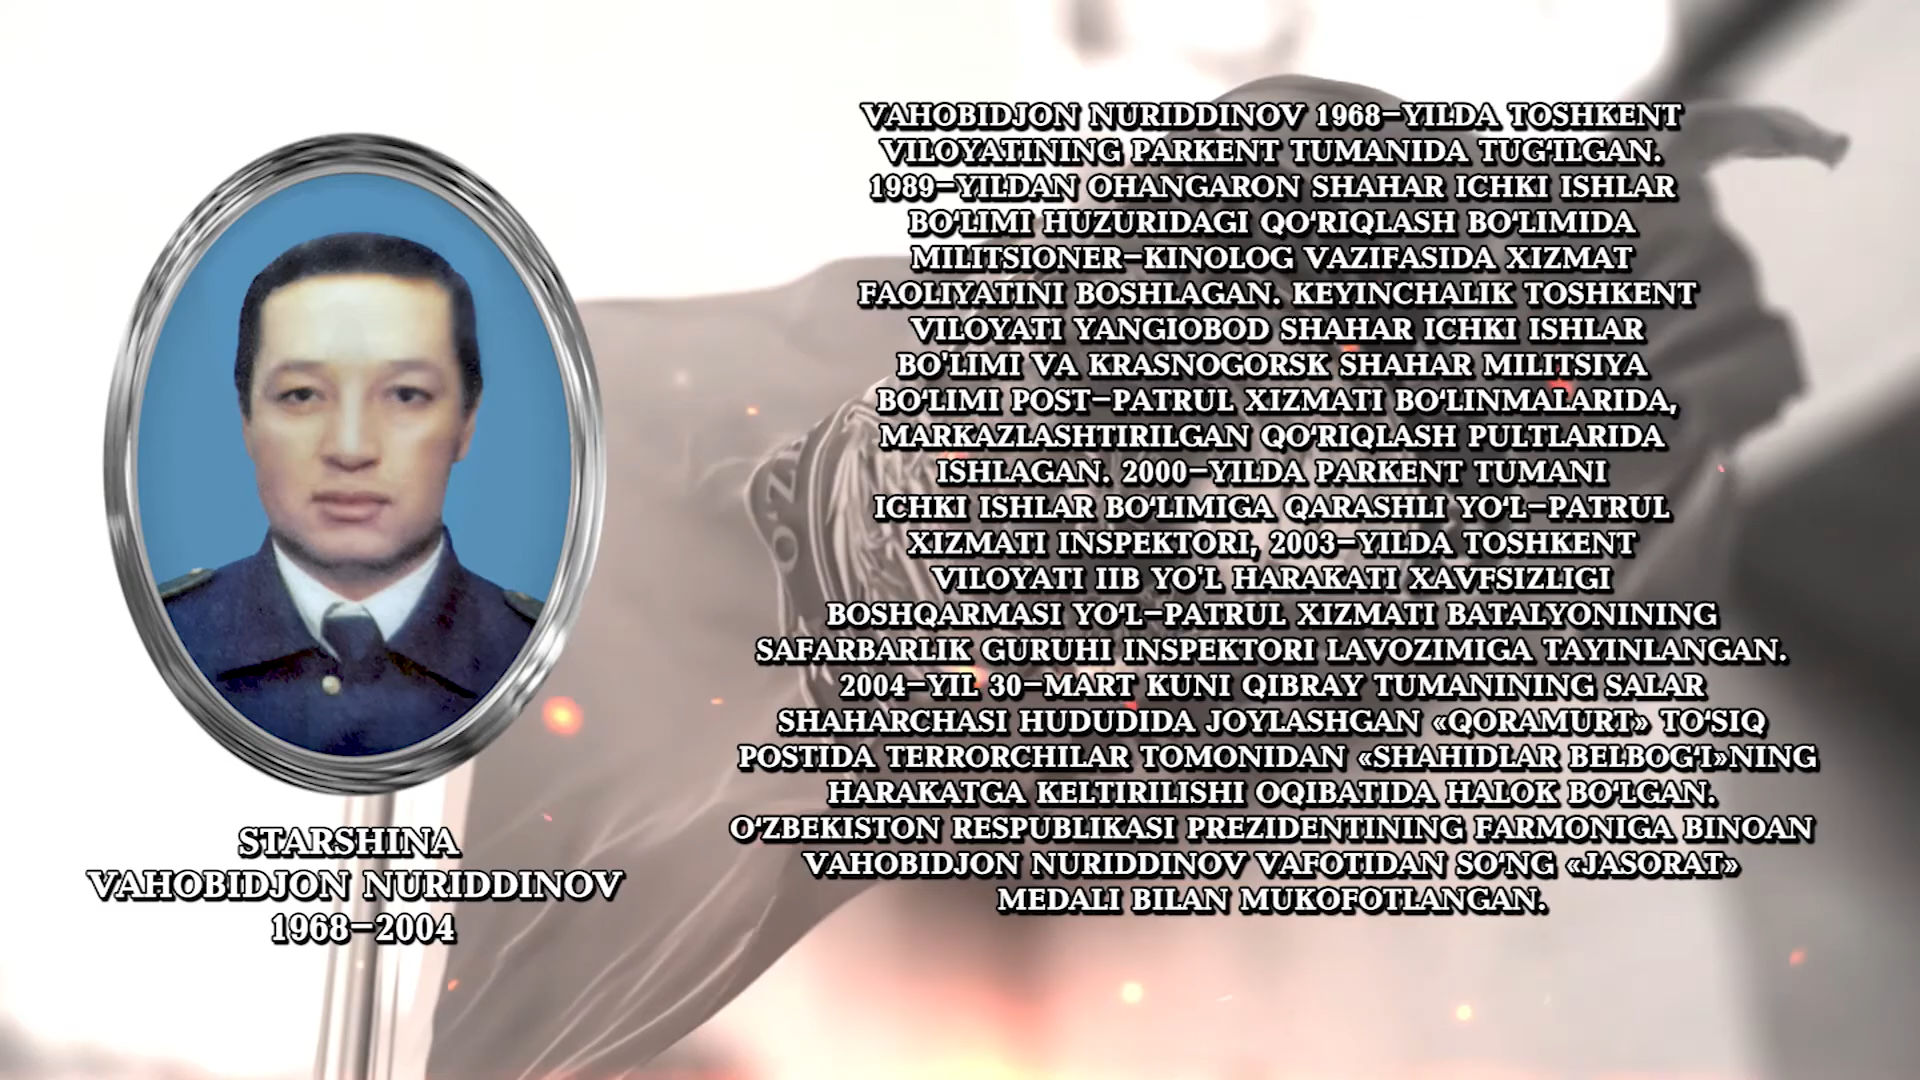 VAHOBIDJON NURIDDINOV 1968-YILDA TOSHKENT
VILOYATINING PARKENT TUMANIDA TUG‘ILGAN.
1989-YILDAN OHANGARON SHAHAR ICHKI ISHLAR
BO‘LIMI HUZURIDAGI QO‘RIQLASH BO‘LIMIDA
MILITSIONER-KINOLOG VAZIFASIDA XIZMAT
FAOLIYATINI BOSHLAGAN. KEYINCHALIK TOSHKENT
VILOYATI YANGIOBOD SHAHAR ICHKI ISHLAR
BO'LIMI VA KRASNOGORSK SHAHAR MILITSIYA
BO‘LIMI POST-PATRUL XIZMATI BO‘LINMALARIDA,
MARKAZLASHTIRILGAN QO‘RIQLASH PULTLARIDA
ISHLAGAN. 2000-YILDA PARKENT TUMANI
ICHKI ISHLAR BO‘LIMIGA QARASHLI YO‘L-PATRUL
XIZMATI INSPEKTORI, 2003-YILDA TOSHKENT
VILOYATI IIB YO'L HARAKATI XAVFSIZLIGI
BOSHQARMASI YO‘L-PATRUL XIZMATI BATALYONINING
SAFARBARLIK GURUHI INSPEKTORI LAVOZIMIGA TAYINLANGAN.
2004-YIL 30-MART KUNI QIBRAY TUMANINING SALAR
SHAHARCHASI HUDUDIDA JOYLASHGAN «QORAMURT» TO‘SIQ
POSTIDA TERRORCHILAR TOMONIDAN «SHAHIDLAR BELBOG‘I»NING
HARAKATGA KELTIRILISHI OQIBATIDA HALOK BO‘LGAN.
O‘ZBEKISTON RESPUBLIKASI PREZIDENTINING FARMONIGA BINOAN
VAHOBIDJON NURIDDINOV VAFOTIDAN SO‘NG «JASORAT»
MEDALI BILAN MUKOFOTLANGAN.
STARSHINA
VAHOBIDJON NURIDDINOV
1968-2004
O‘Z